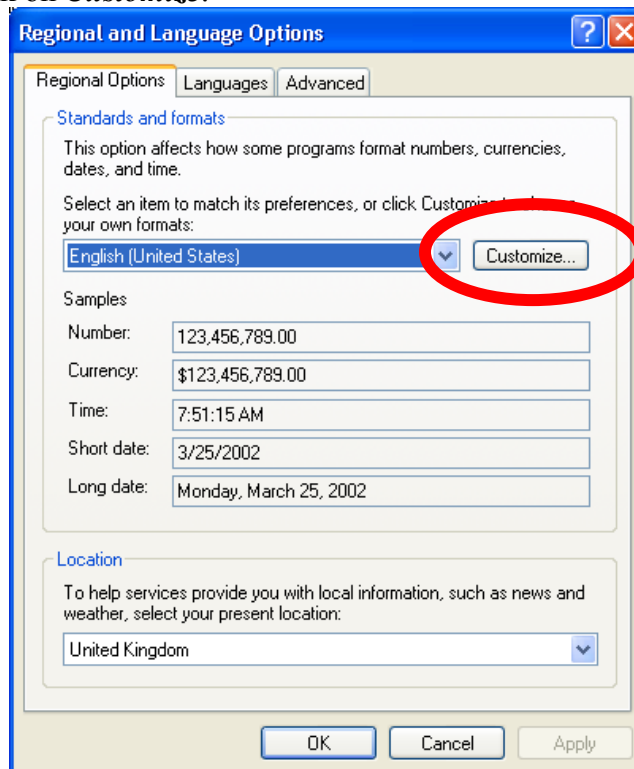 on Customize.
Regional and Language Options
Regional Options Languages Advanced
Standards and formats
This option affects how some programs format numbers, currencies,
dates, and time.
Select an item to match its preferences, or click Customize
your own formats:
English (United States) Customize...
Samples
Number: 123,456,789.00
Currency: $123,456,789.00
Time: 7:51:15 AM
Short date: 3/25/2002
Long date: Monday, March 25, 2002
Location
To help services provide you with local information, such as news and
weather, select your present location:
United Kingdom
OK Cancel Apply